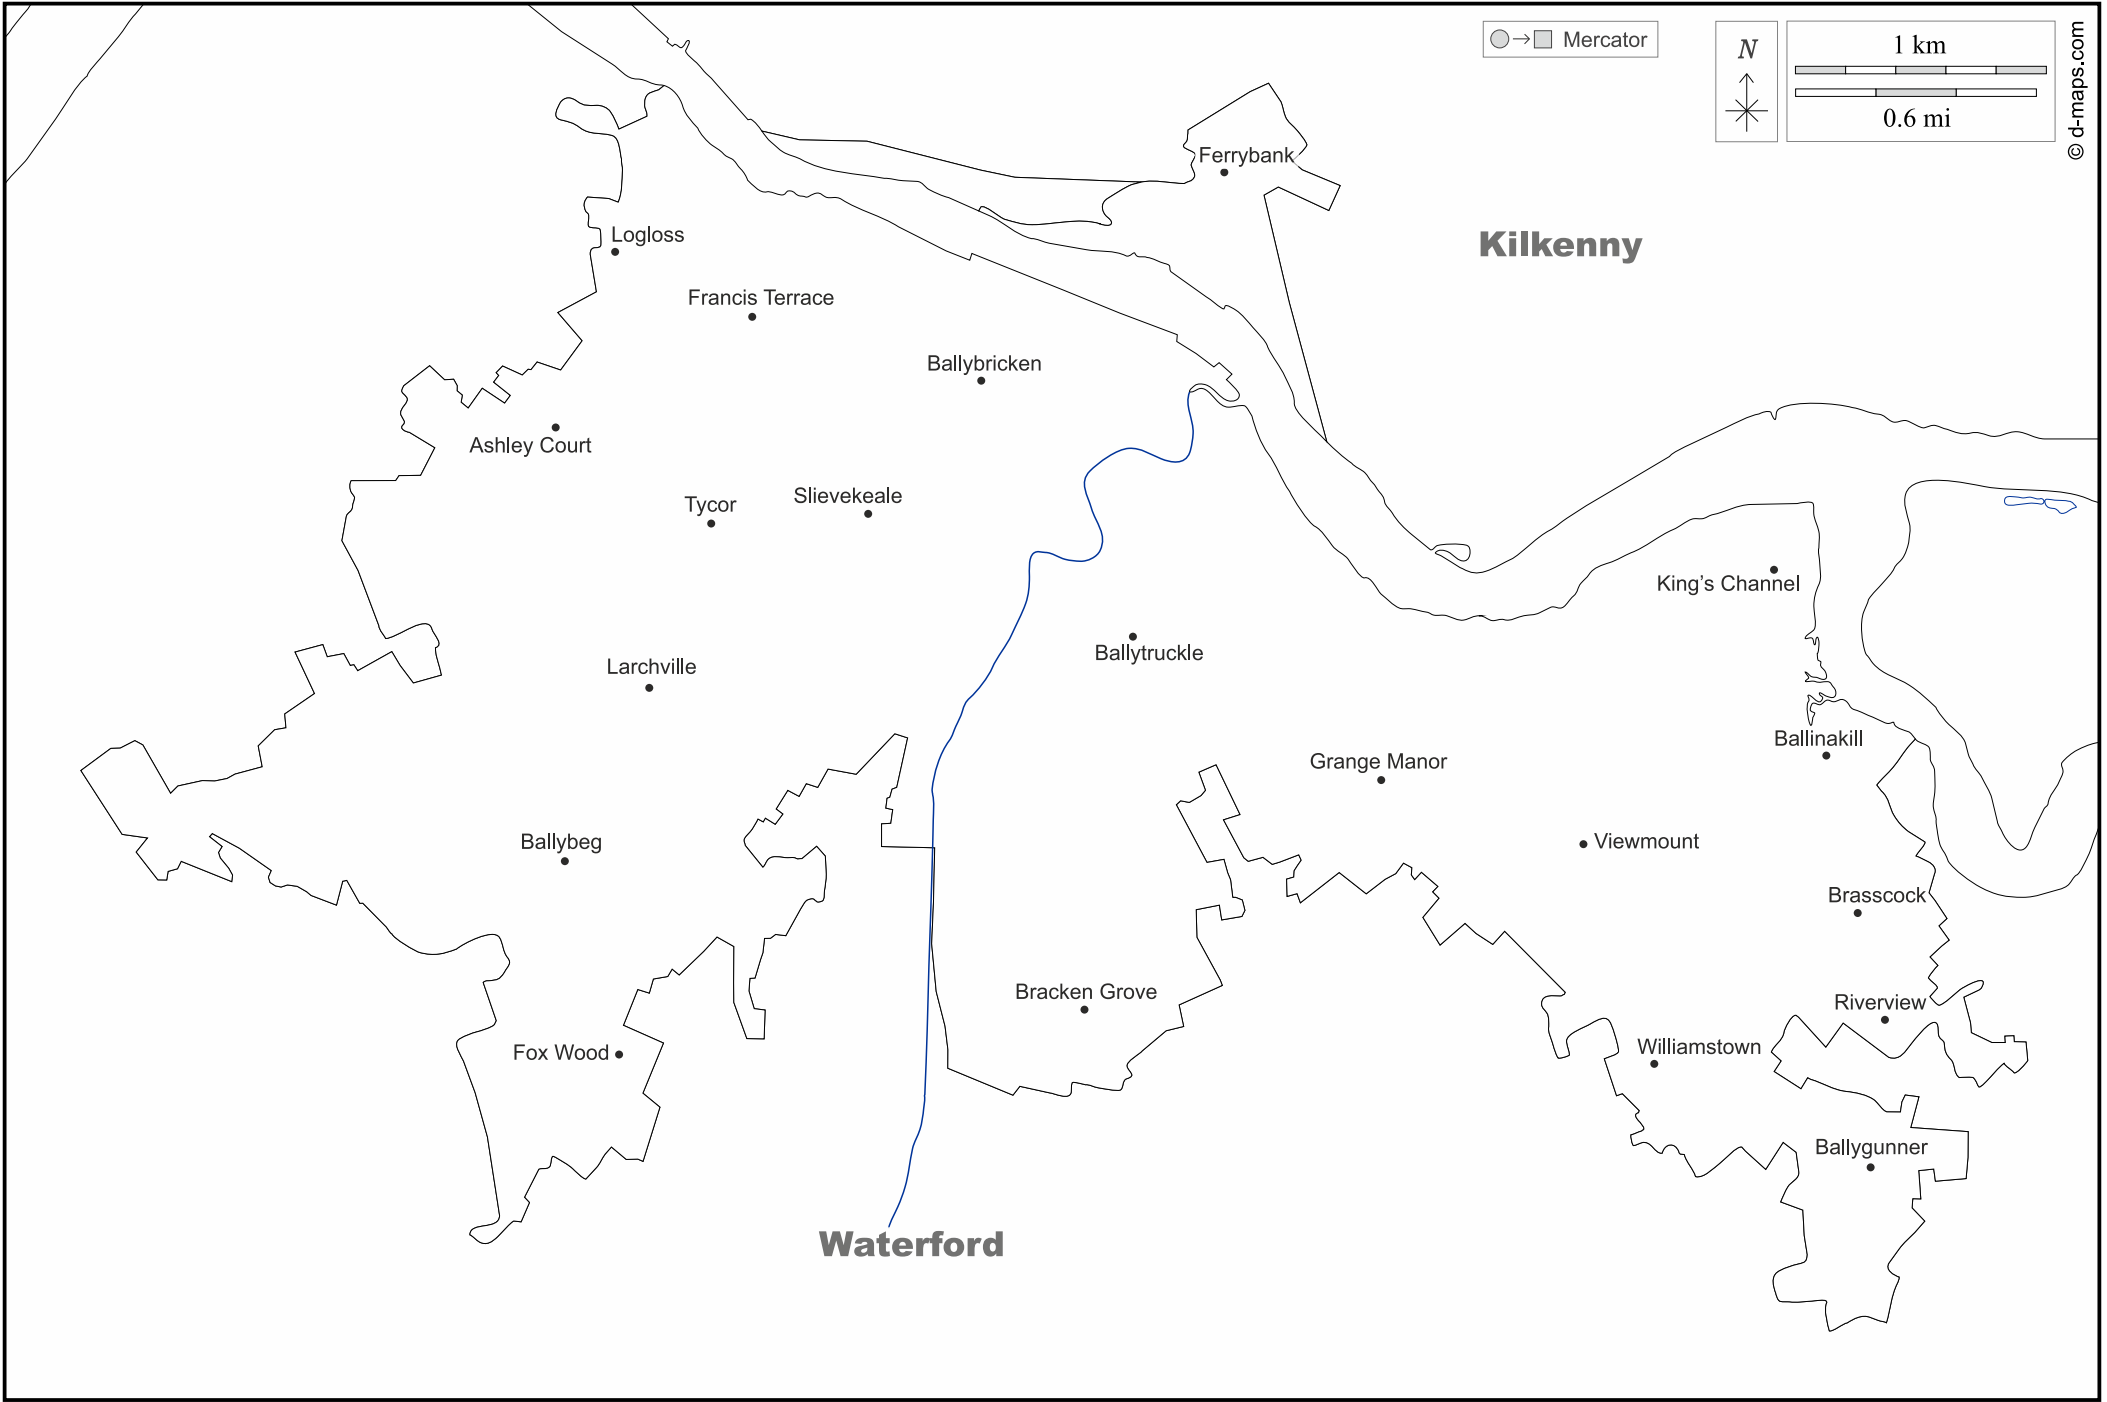 Mercator
N
1 km
0.6 mi
© d-maps.com
Ferrybank
Kilkenny
Logloss
Francis Terrace
Ballybricken
Ashley Court
Tycor
Slievekeale
King's Channel
Ballytruckle
Larchville
Ballinakill
Grange Manor
Ballybeg
Viewmount
Brasscock
Bracken Grove
Riverview
Fox Wood
Williamstown
Ballygunner
Waterford